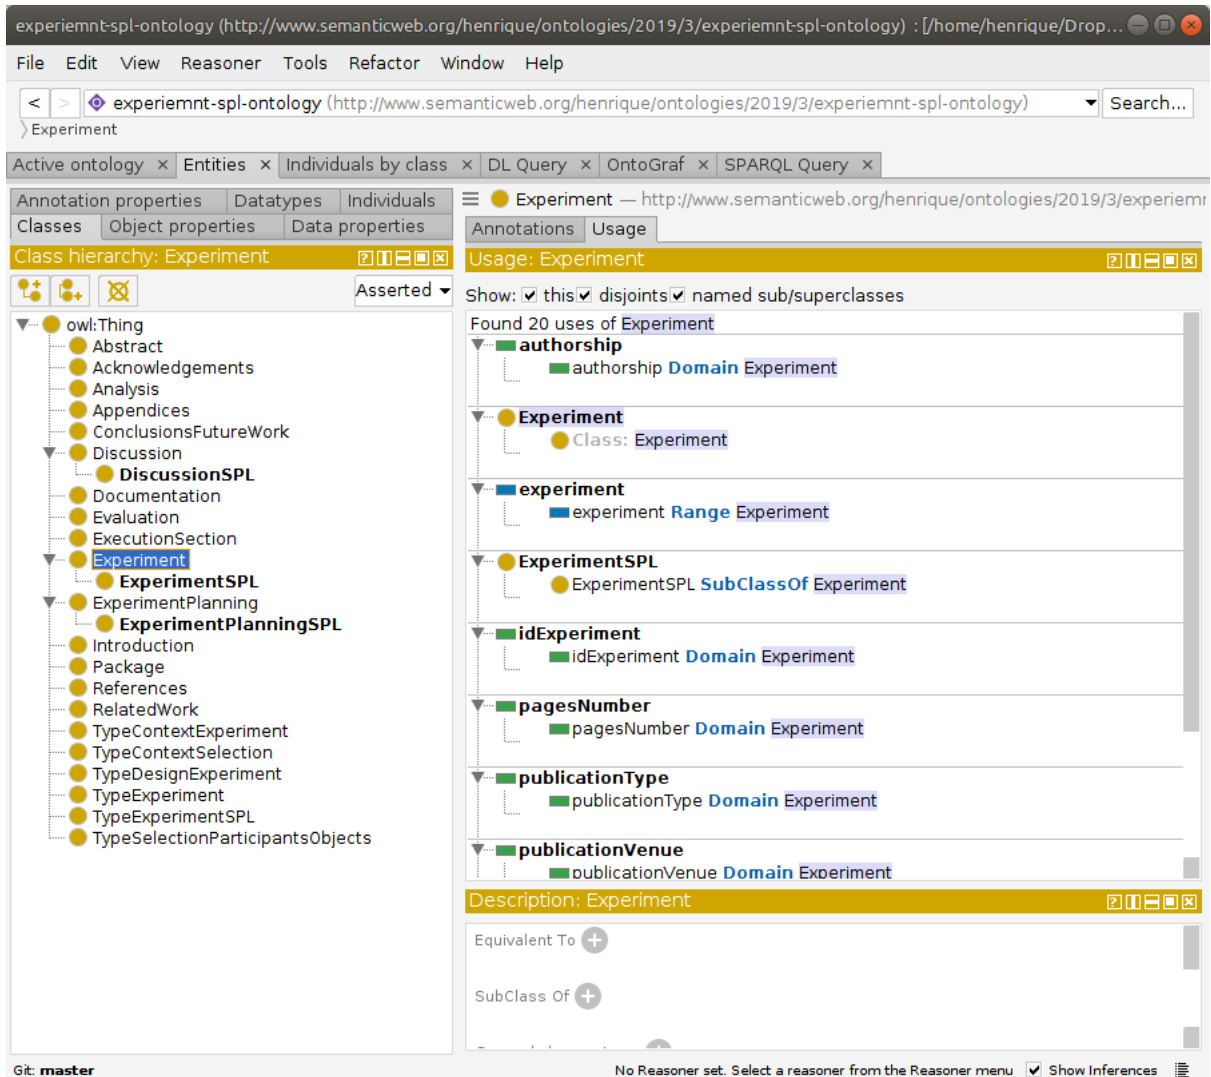 experiemnt-spl-ontology (http://www.semanticweb.org/henrique/ontologies/2019/3/experiemnt-spl-ontology) : [/home/henrique/Drop...
File Edit View Reasoner Tools Refactor Window Help
< > experiemnt-spl-ontology (http://www.semanticweb.org/henrique/ontologies/2019/3/experiemnt-spl-ontology) Search...
Experiment
Active ontology × Entities × Individuals by class × DL Query × OntoGraf × SPARQL Query ×
Annotation properties Datatypes Individuals
Classes Object properties Data properties
Class hierarchy: Experiment
Asserted
owl:Thing
Abstract
Acknowledgements
Analysis
Appendices
ConclusionsFutureWork
Discussion
DiscussionSPL
Documentation
Evaluation
ExecutionSection
Experiment
ExperimentSPL
ExperimentPlanning
ExperimentPlanningSPL
Introduction
Package
References
RelatedWork
TypeContextExperiment
TypeContextSelection
TypeDesignExperiment
TypeExperiment
TypeExperimentSPL
TypeSelectionParticipantsObjects
Experiment — http://www.semanticweb.org/henrique/ontologies/2019/3/experiem
Annotations Usage
Usage: Experiment
Show: this disjoints named sub/superclasses
Found 20 uses of Experiment
authorship
authorship Domain Experiment
Experiment
Class: Experiment
experiment
experiment Range Experiment
ExperimentSPL
ExperimentSPL SubClassOf Experiment
idExperiment
idExperiment Domain Experiment
pagesNumber
pagesNumber Domain Experiment
publicationType
publicationType Domain Experiment
publicationVenue
publicationVenue Domain Experiment
Description: Experiment
Equivalent To
SubClass Of
Git: master
No Reasoner set. Select a reasoner from the Reasoner menu Show Inferences